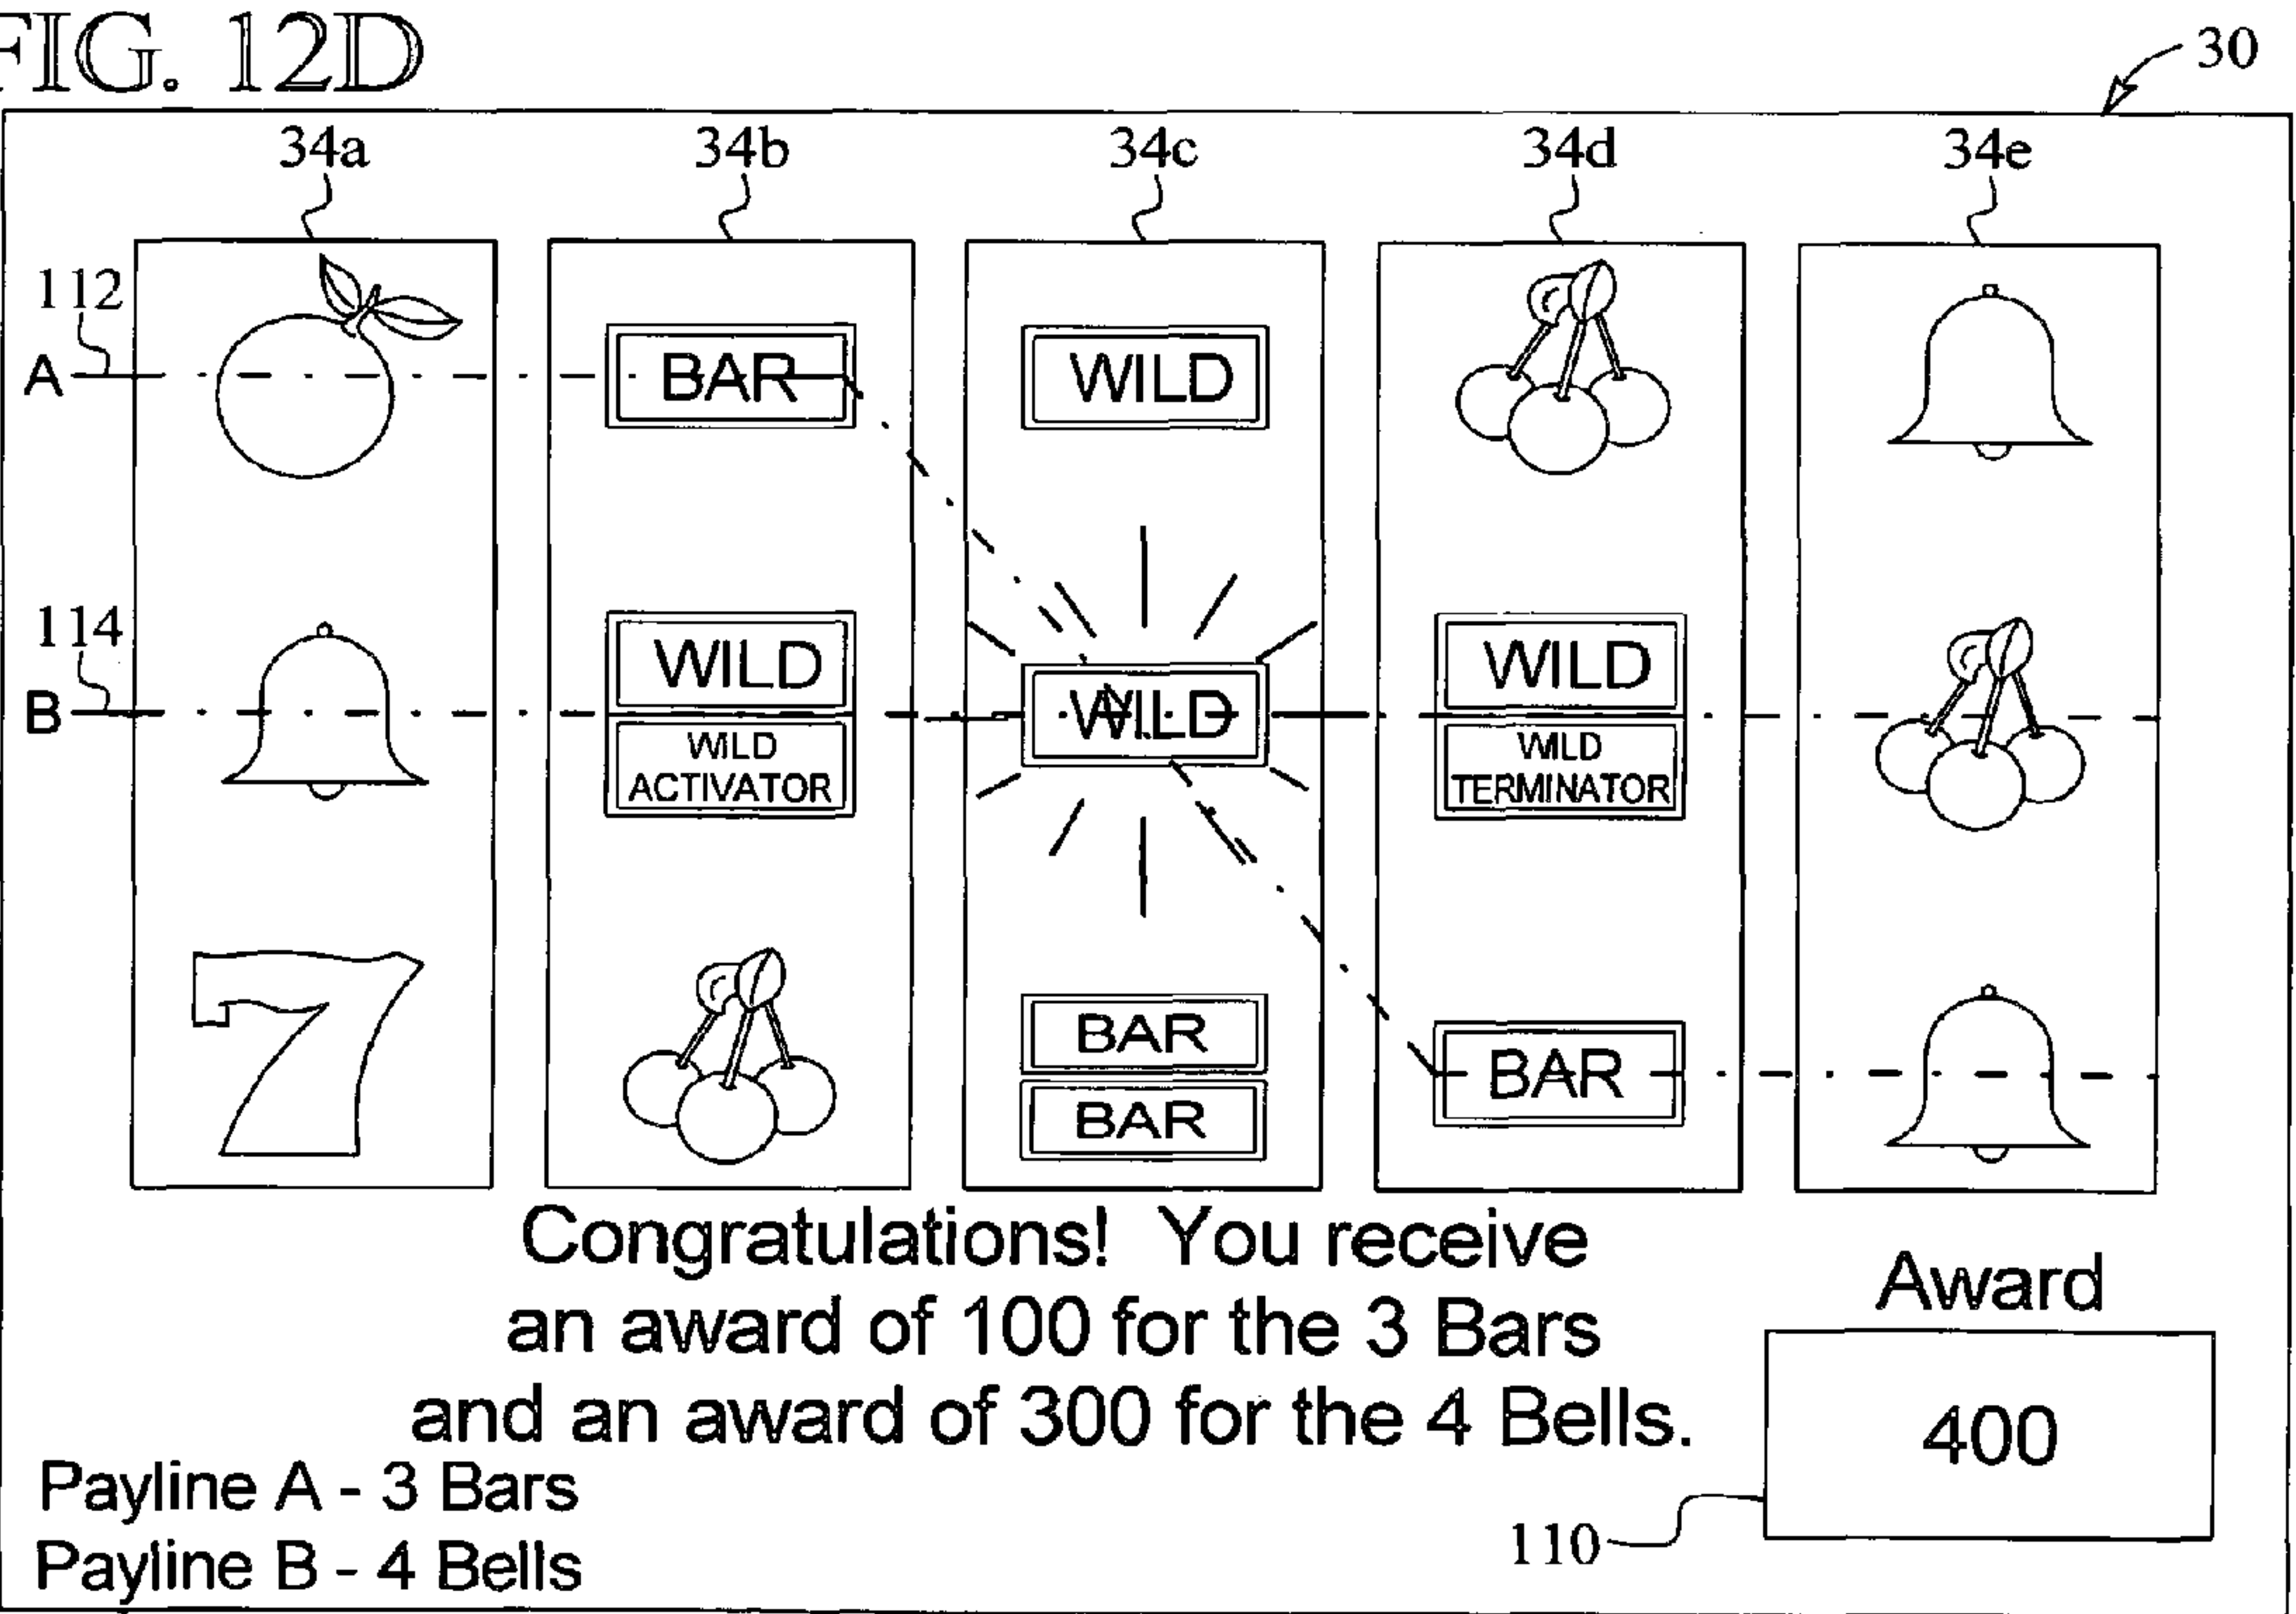 FIG. 12D
30
34a 34b 34c 34d 34e
112
A BAR WILD
114
WILD WILD
B WILD
WILD WILD
ACTIVATOR TERMINATOR
BAR
BAR
BAR
Congratulations! You receive
an award of 100 for the 3 Bars
and an award of 300 for the 4 Bells.
Award
400
Payline A - 3 Bars
110
Payline B - 4 Bells